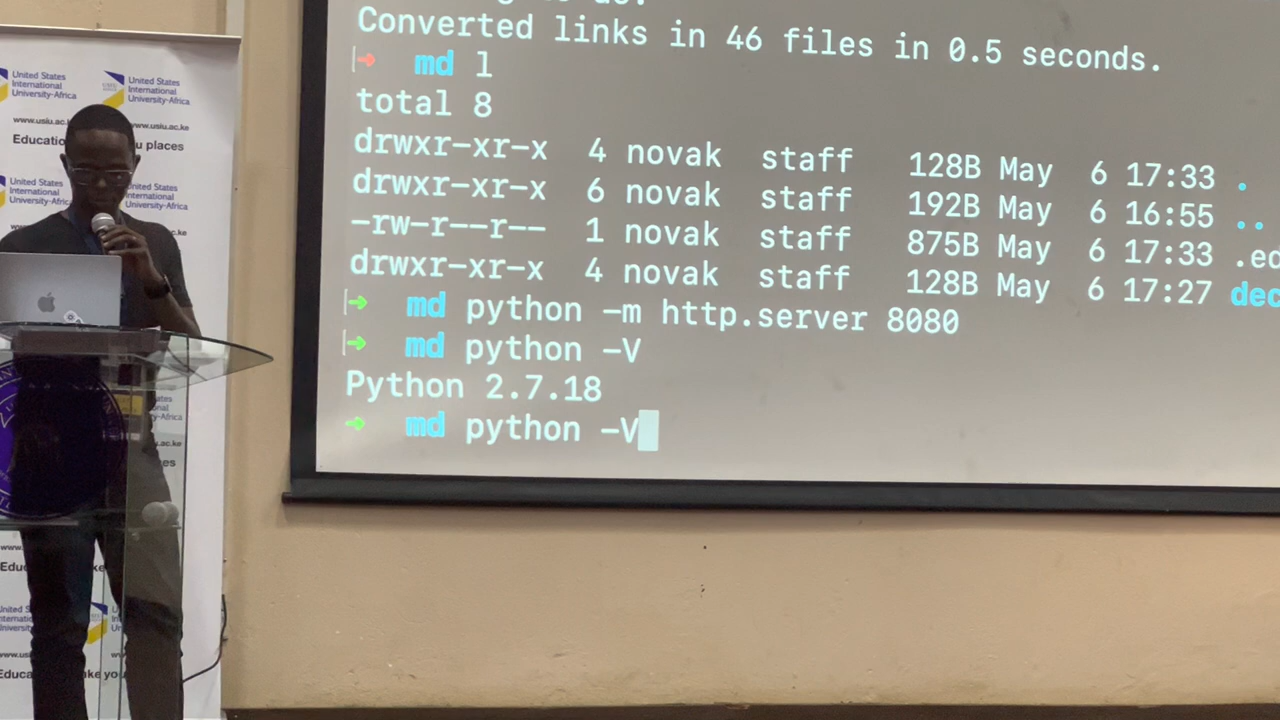 Converted links in 46 files in 0.5 seconds.
→ md l
total 8
drwxr-xr-x 4 novak staff 128B May 6 17:33 .
drwxr-xr-x 6 novak staff 192B May 6 16:55 ..
-rw-r--r-- 1 novak staff 875B May 6 17:33
drwxr-xr-x 4 novak staff 128B May 6 17:27
→ md python -m http.server 8080
→ md python -V
Python 2.7.18
→ md python -V
United States
International
University-Africa
United States
International
University-Africa
www.usiu.ac.ke
places
United States
International
University-Africa
United States
International
University-Africa